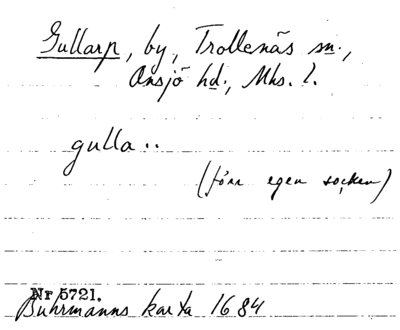 Gullarp, by, Trollenäs sn.,
Onsjö hd., Mhs. l.
gulla..
(förr egen socken)
Nr 5721.
Buhrmanns karta 1684